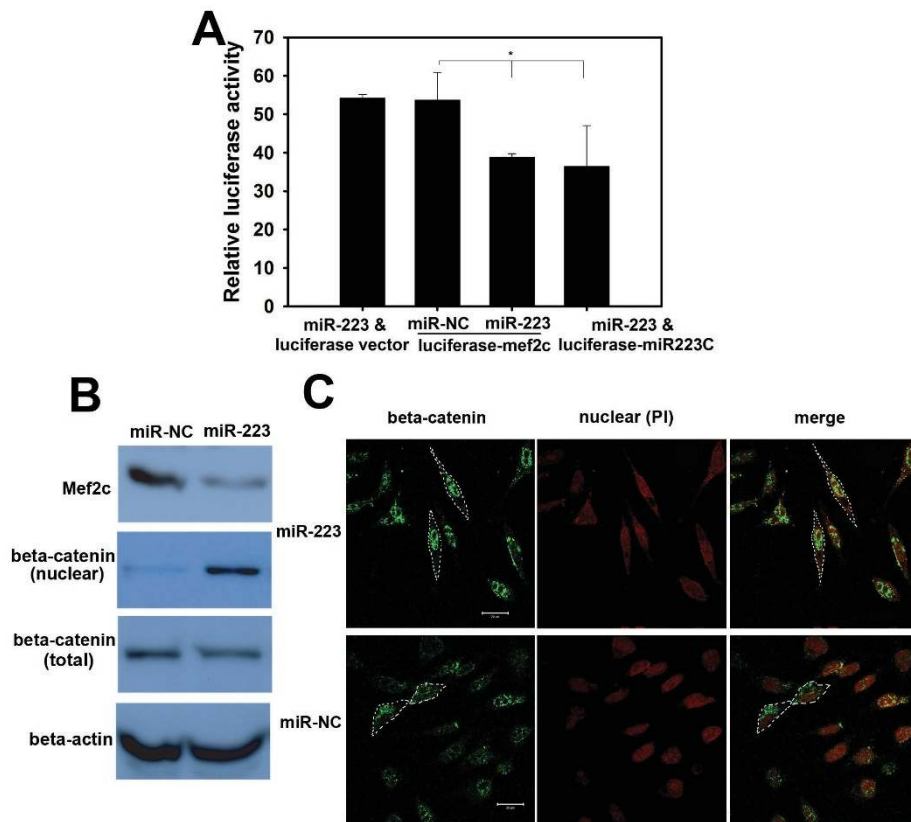 A
70
60
50
40
30
20
10
0
Relative luciferase activity
*
miR-223 &
luciferase vector
miR-NC miR-223
luciferase-mef2c
miR-223 &
luciferase-miR223C
B
miR-NC miR-223
Mef2c
beta-catenin
(nuclear)
beta-catenin
(total)
beta-actin
C
beta-catenin nuclear (PI) merge
miR-223
miR-NC